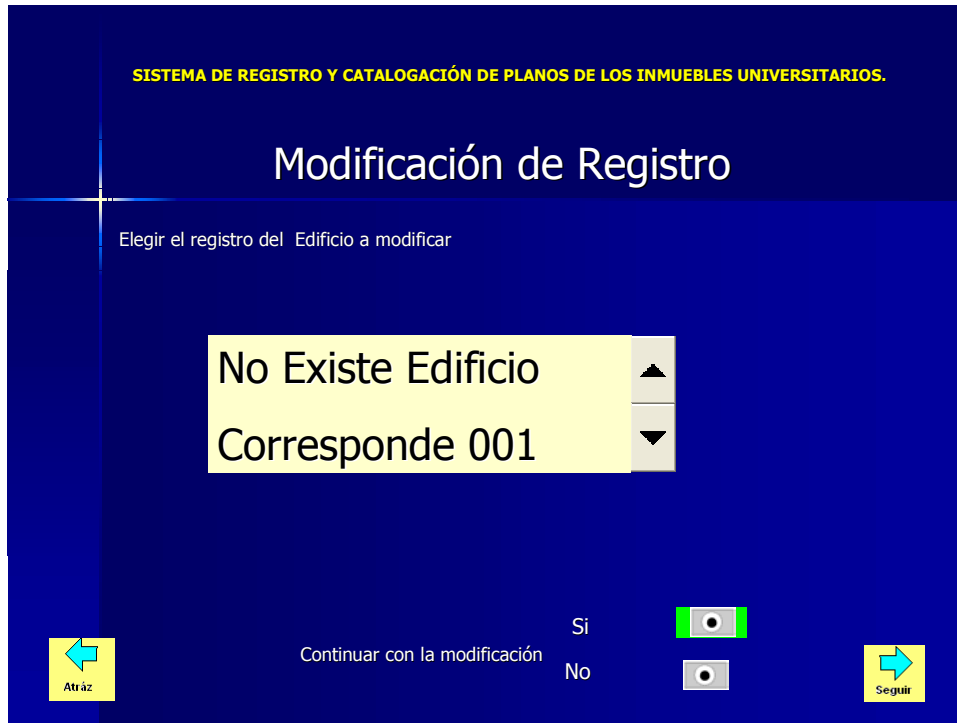 SISTEMA DE REGISTRO Y CATALOGACIÓN DE PLANOS DE LOS INMUEBLES UNIVERSITARIOS.
Modificación de Registro
Elegir el registro del Edificio a modificar
No Existe Edificio
Corresponde 001
Continuar con la modificación
Si
No
Atráz
Seguir